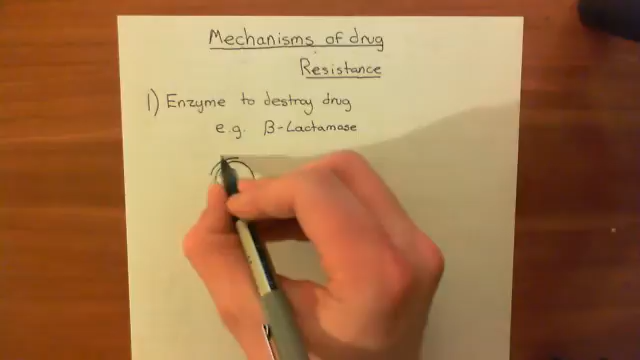 Mechanisms of drug
Resistance
1) Enzyme to destroy drug
e.g. β-Lactamase